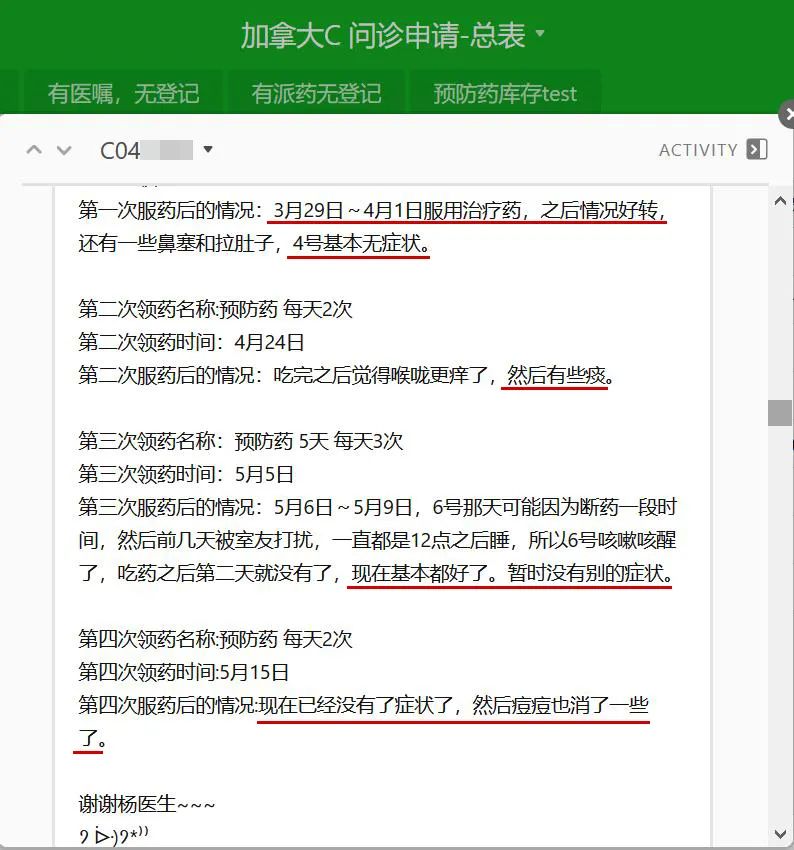 加拿大C 问诊申请-总表
有医嘱，无登记
有派药无登记
预防药库存test
C04
ACTIVITY
第一次服药后的情况：3月29日～4月1日服用治疗药，之后情况好转，
还有一些鼻塞和拉肚子，4号基本无症状。
第二次领药名称:预防药 每天2次
第二次领药时间：4月24日
第二次服药后的情况：吃完之后觉得喉咙更痒了，然后有些痰。
第三次领药名称：预防药 5天 每天3次
第三次领药时间：5月5日
第三次服药后的情况：5月6日～5月9日，6号那天可能因为断药一段时
间，然后前几天被室友打扰，一直都是12点之后睡，所以6号咳嗽咳醒
了，吃药之后第二天就没有了，现在基本都好了。暂时没有别的症状。
第四次领药名称:预防药 每天2次
第四次领药时间:5月15日
第四次服药后的情况:现在已经没有了症状了，然后痘痘也消了一些
了。
谢谢杨医生~~~